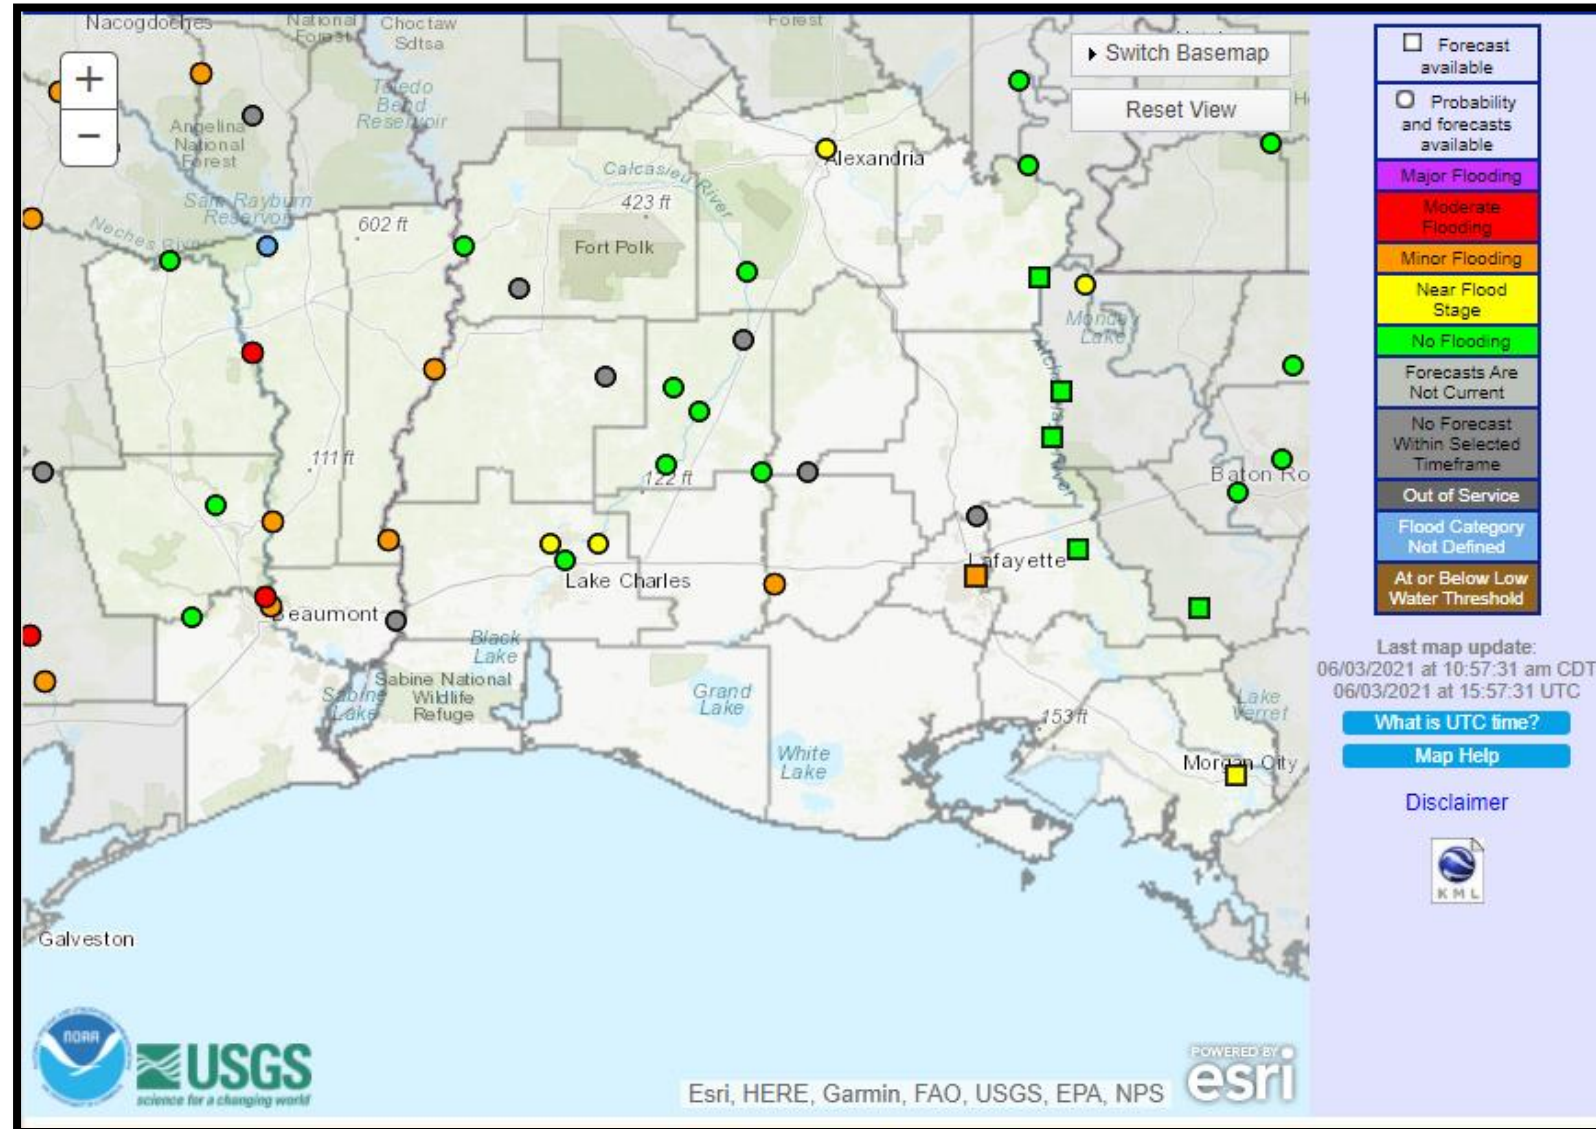 Nacogdoches
National
Forest
Choctaw
Sdtsa
Forest
Switch Basemap
Reset View
+
−
Toledo
Bend
Reservoir
Angelina
National
Forest
Alexandria
Calcasieu River
423 ft
Sam Rayburn
Reservoir
602 ft
Neches River
Fort Polk
111 ft
122 ft
Baton Ro
Lafayette
Lake Charles
Beaumont
Black
Lake
Sabine National
Wildlife
Refuge
Sabine
Lake
Grand
Lake
Lake
Verret
153 ft
White
Lake
Morgan City
Galveston
NOAA
USGS
science for a changing world
Esri, HERE, Garmin, FAO, USGS, EPA, NPS
POWERED BY
esri
Forecast
available
Probability
and forecasts
available
Major Flooding
Moderate
Flooding
Minor Flooding
Near Flood
Stage
No Flooding
Forecasts Are
Not Current
No Forecast
Within Selected
Timeframe
Out of Service
Flood Category
Not Defined
At or Below Low
Water Threshold
Last map update:
06/03/2021 at 10:57:31 am CDT
06/03/2021 at 15:57:31 UTC
What is UTC time?
Map Help
Disclaimer
KML